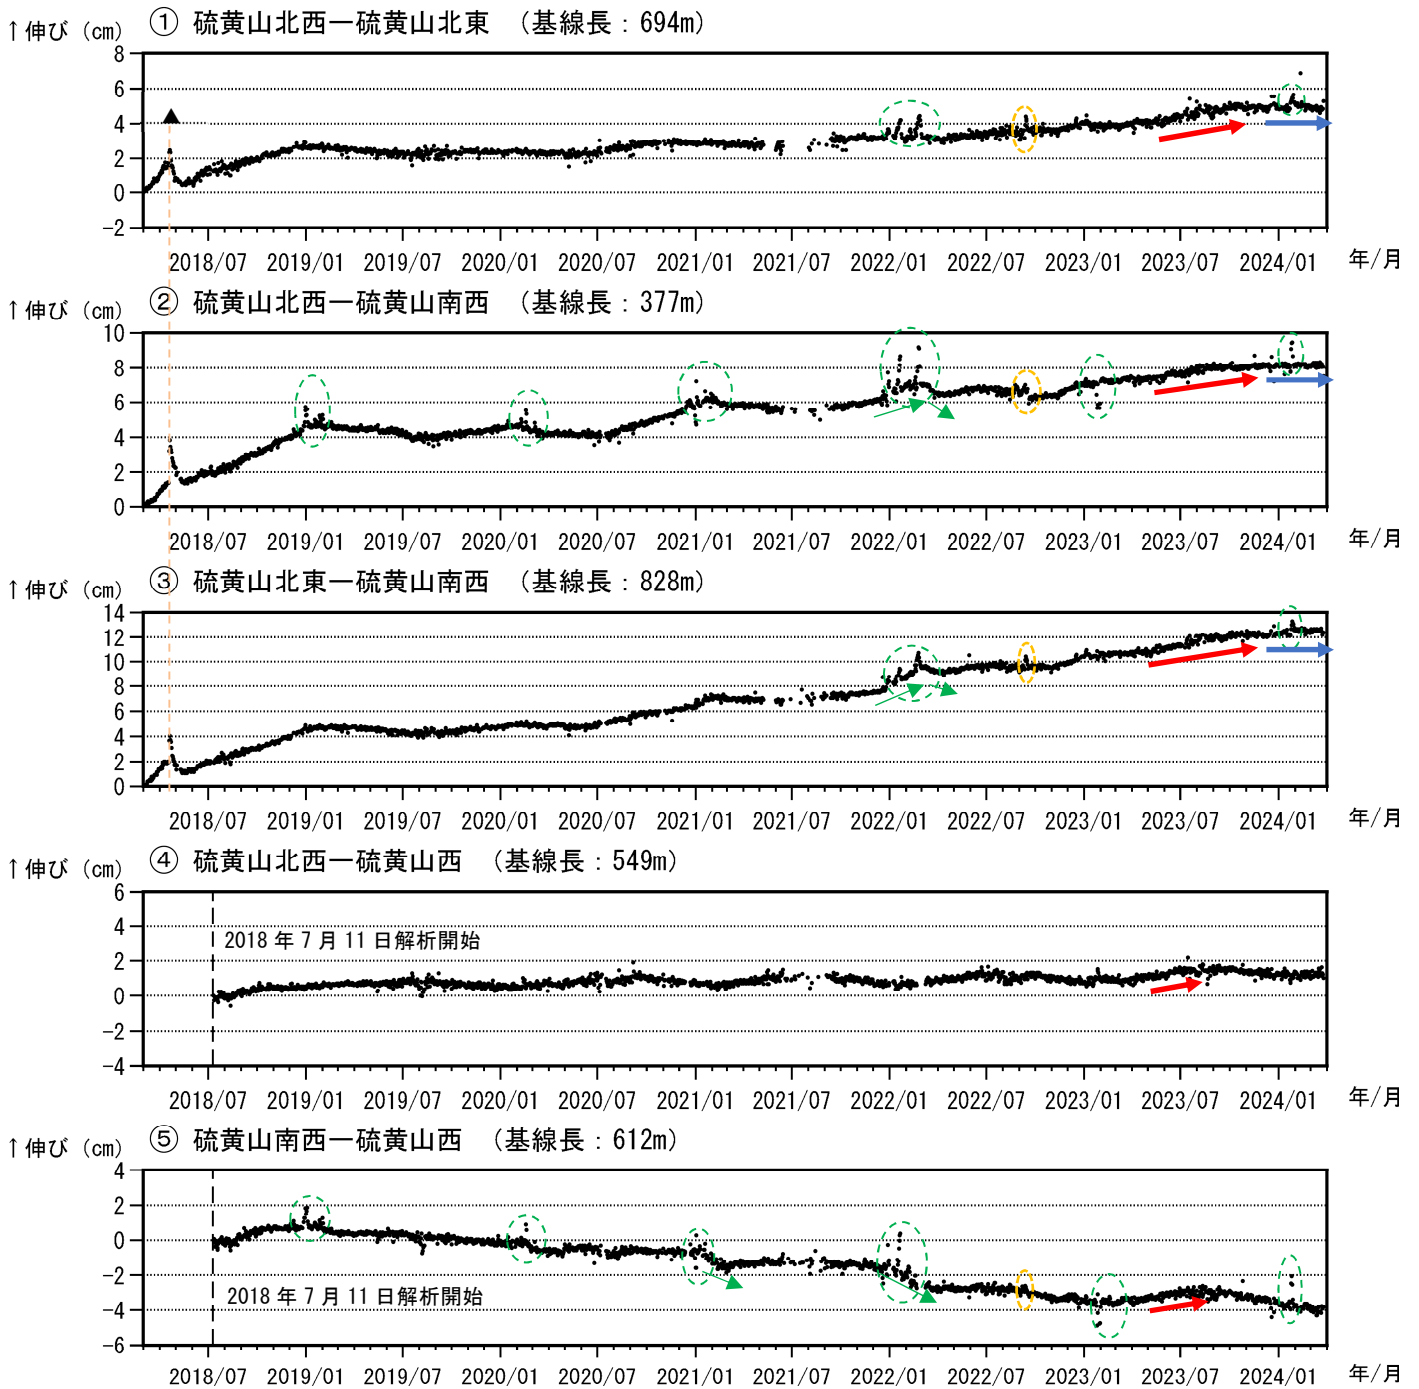 ↑伸び (cm) ① 硫黄山北西ー硫黄山北東 (基線長：694m)
8
6
4
2
0
-2
2018/07 2019/01 2019/07 2020/01 2020/07 2021/01 2021/07 2022/01 2022/07 2023/01 2023/07 2024/01 年/月
↑伸び (cm) ② 硫黄山北西ー硫黄山南西 (基線長：377m)
10
8
6
4
2
0
2018/07 2019/01 2019/07 2020/01 2020/07 2021/01 2021/07 2022/01 2022/07 2023/01 2023/07 2024/01 年/月
↑伸び (cm) ③ 硫黄山北東ー硫黄山南西 (基線長：828m)
14
12
10
8
6
4
2
0
2018/07 2019/01 2019/07 2020/01 2020/07 2021/01 2021/07 2022/01 2022/07 2023/01 2023/07 2024/01 年/月
↑伸び (cm) ④ 硫黄山北西ー硫黄山西 (基線長：549m)
6
4
2018 年 7 月 11 日解析開始
2
0
-2
-4
2018/07 2019/01 2019/07 2020/01 2020/07 2021/01 2021/07 2022/01 2022/07 2023/01 2023/07 2024/01 年/月
↑伸び (cm) ⑤ 硫黄山南西ー硫黄山西 (基線長：612m)
4
2
0
-2
2018 年 7 月 11 日解析開始
-4
-6
2018/07 2019/01 2019/07 2020/01 2020/07 2021/01 2021/07 2022/01 2022/07 2023/01 2023/07 2024/01 年/月